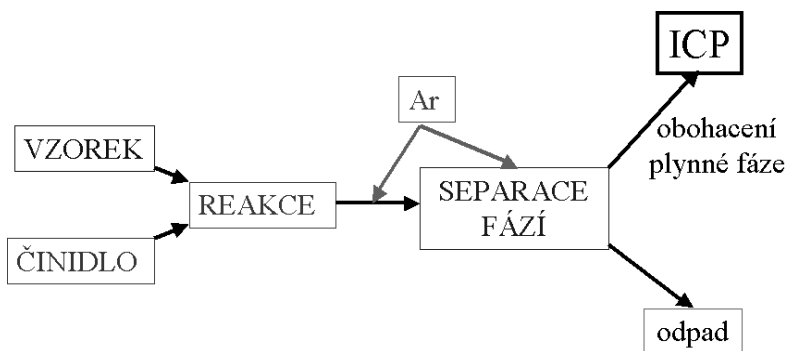 ICP
Ar
obohacení
plynné fáze
VZOREK
REAKCE
SEPARACE
FÁZÍ
ČINIDLO
odpad